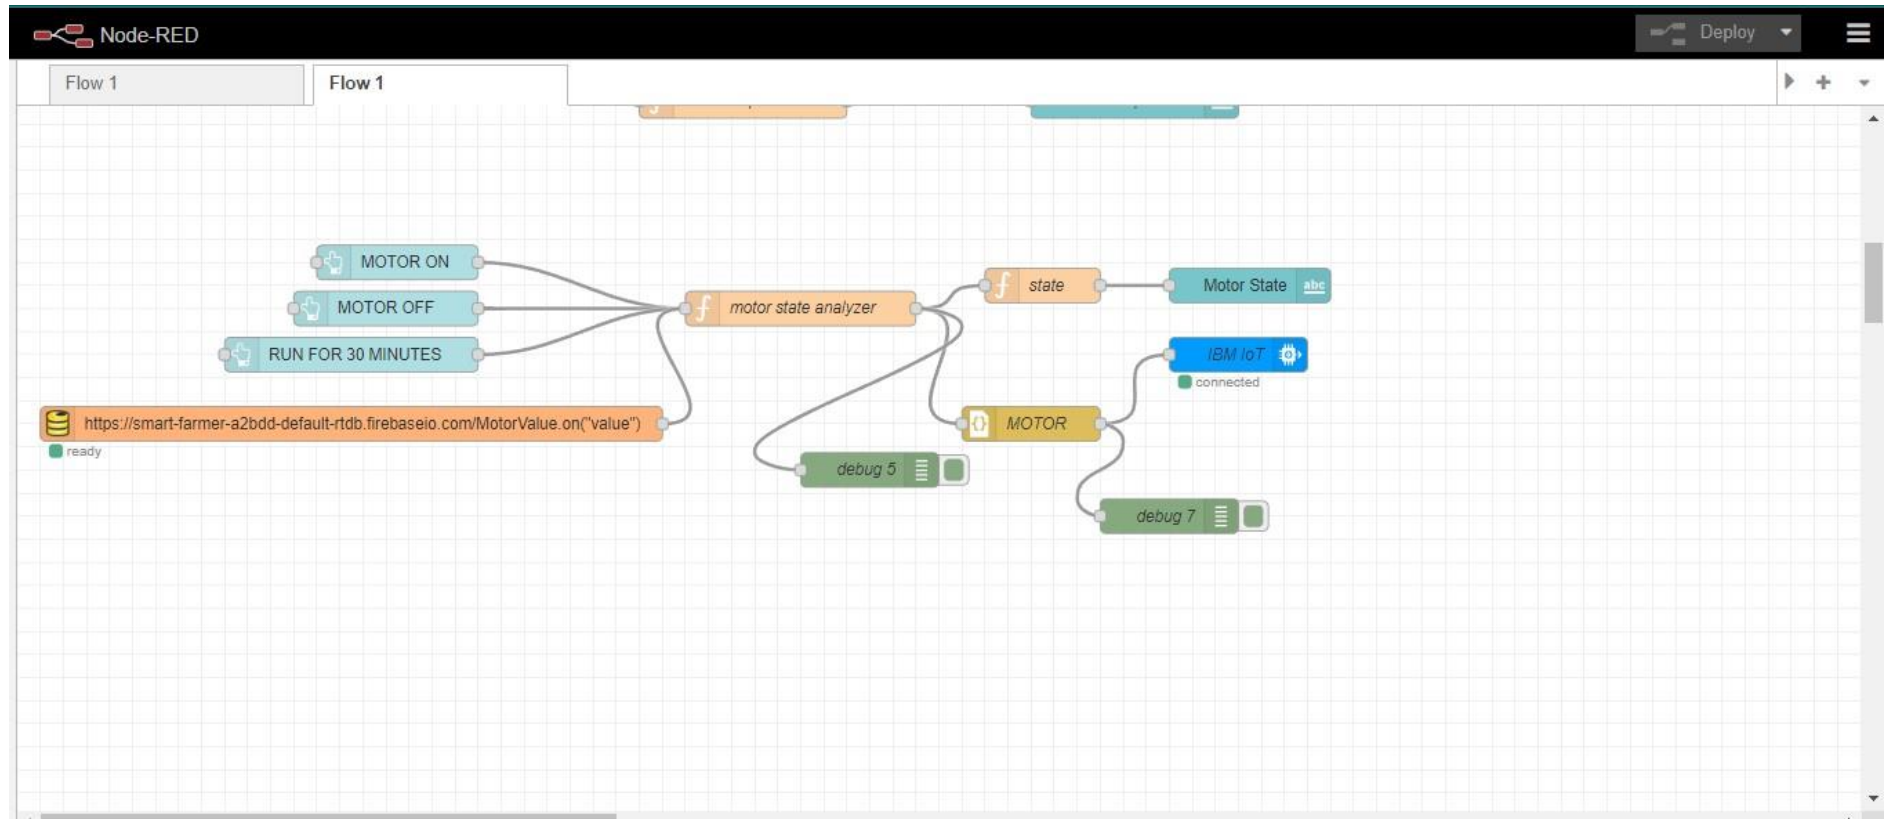 Node-RED
Deploy
Flow 1
Flow 1
MOTOR ON
MOTOR OFF
RUN FOR 30 MINUTES
https://smart-farmer-a2bdd-default-rtdb.firebaseio.com/MotorValue.on("value")
ready
motor state analyzer
state
Motor State
abc
IBM IoT
connected
MOTOR
debug 5
debug 7